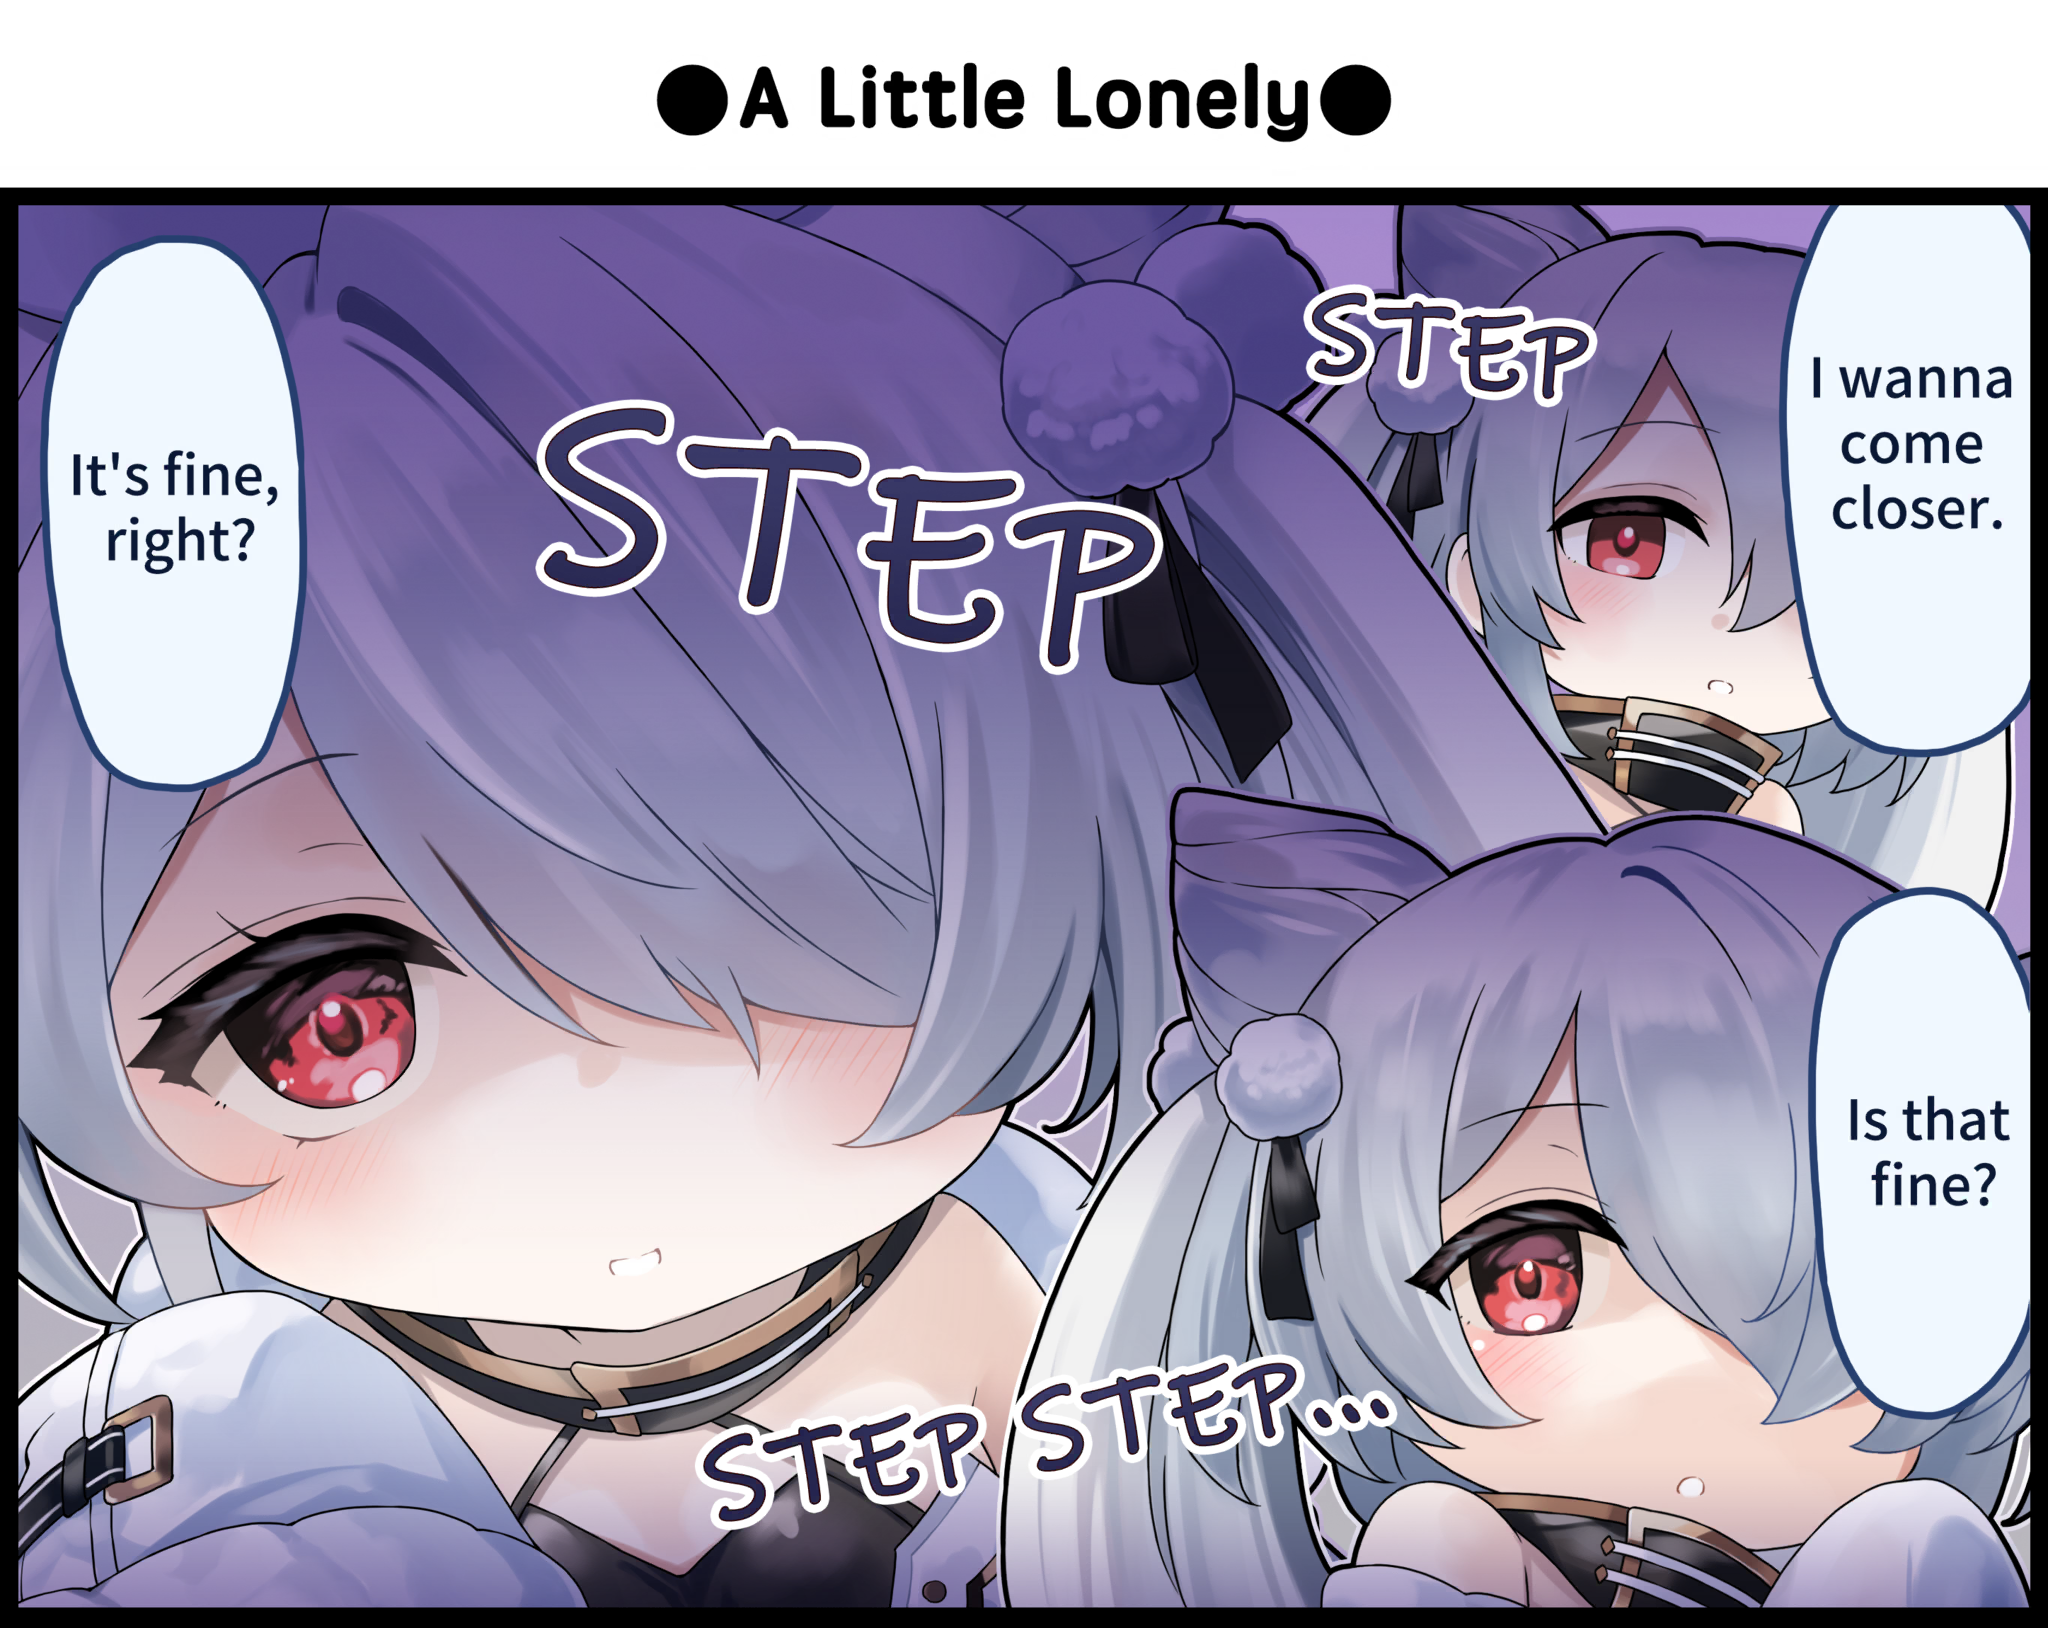 ●A Little Lonely●
STEP
I wanna
come
closer.
Is that
fine?
STEP
It's fine,
right?
STEP STEP...